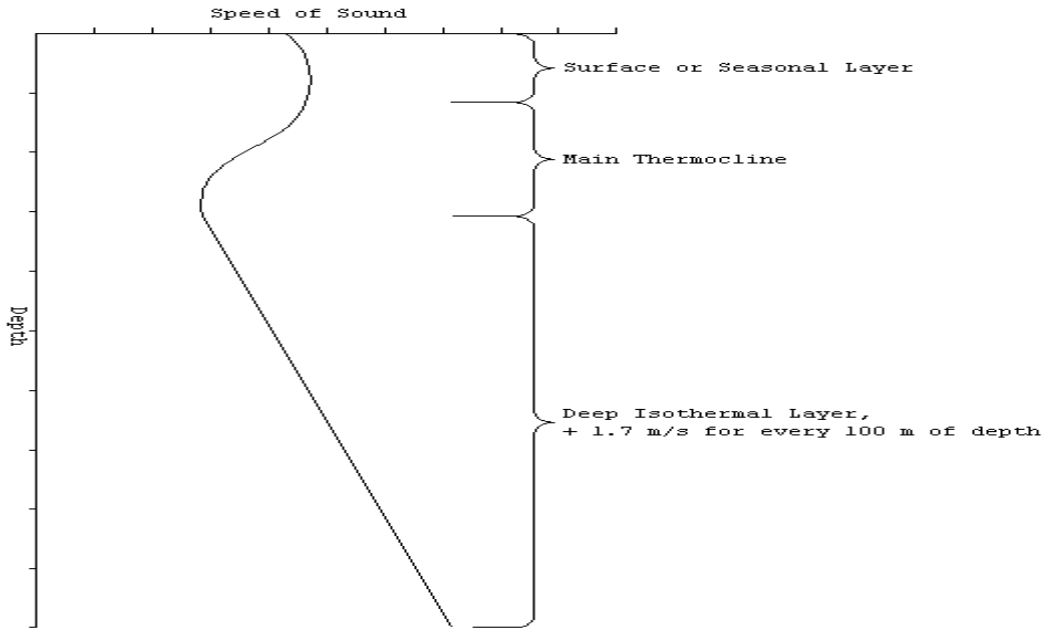 Speed of Sound
Surface or Seasonal Layer
Main Thermocline
Depth
Deep Isothermal Layer,
+ 1.7 m/s for every 100 m of depth